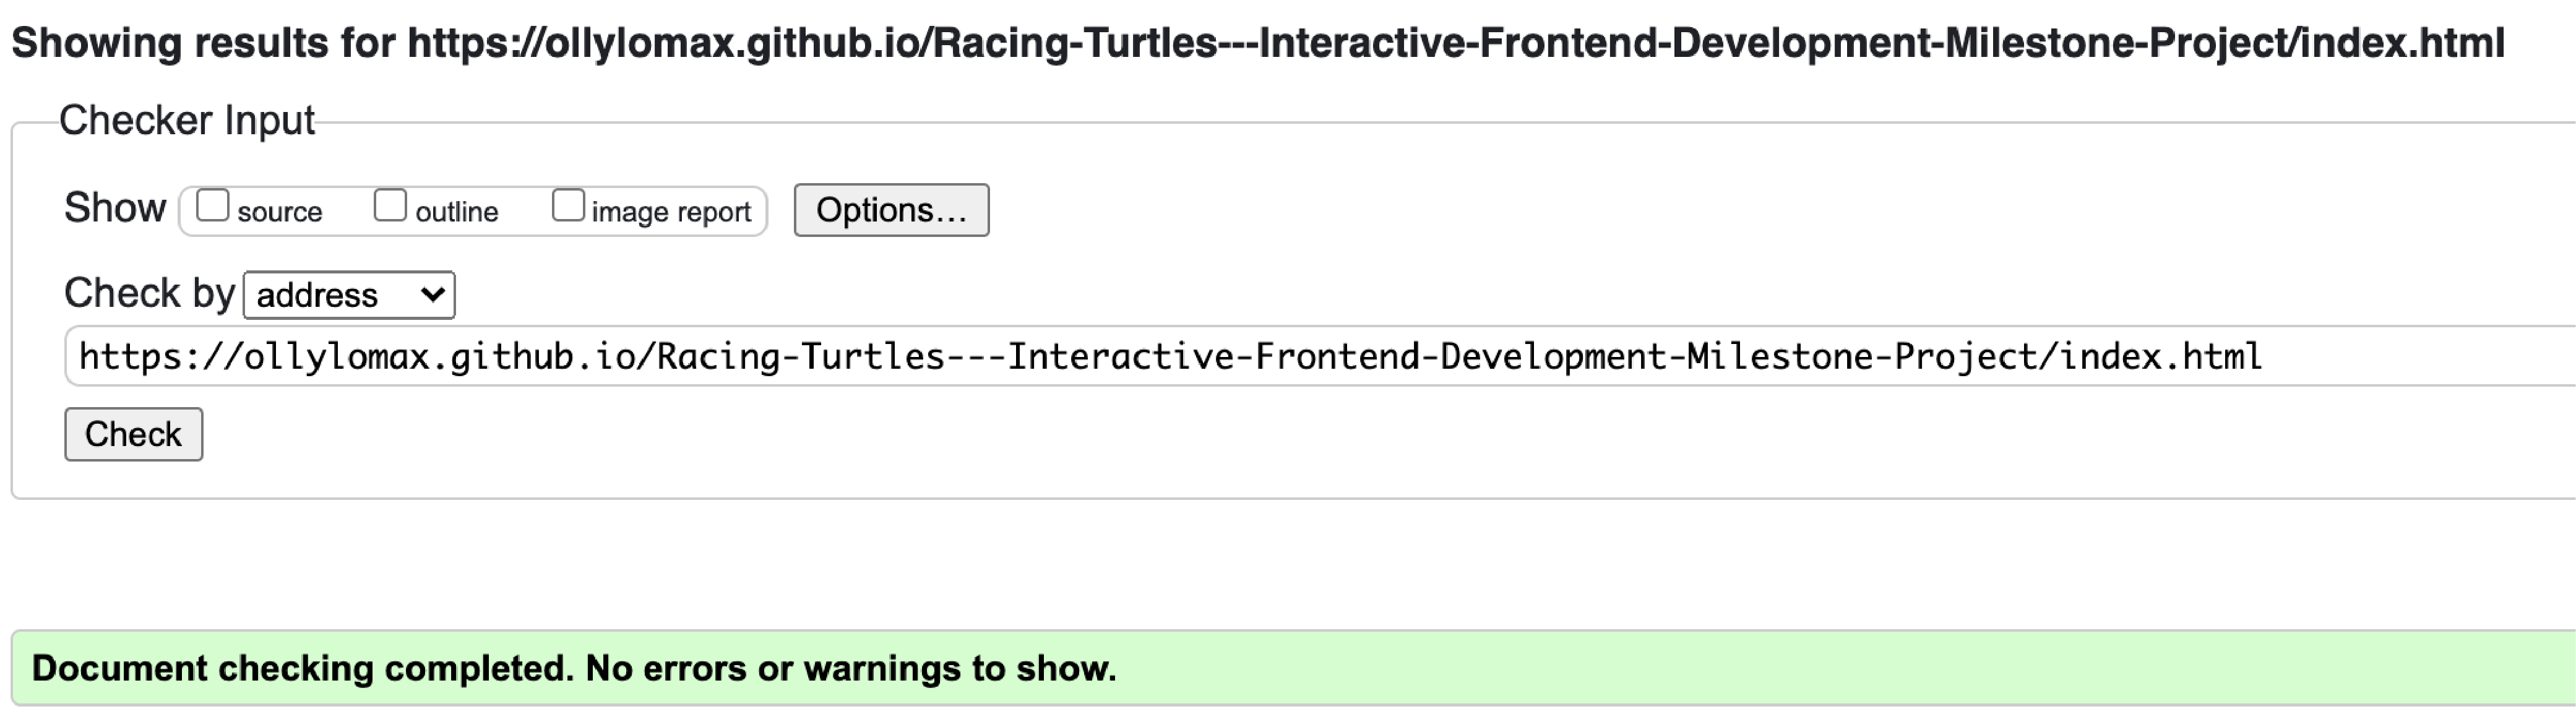 Showing results for https://ollylomax.github.io/Racing-Turtles---Interactive-Frontend-Development-Milestone-Project/index.html
Checker Input
Show source outline image report Options...
Check by address
https://ollylomax.github.io/Racing-Turtles---Interactive-Frontend-Development-Milestone-Project/index.html
Check
Document checking completed. No errors or warnings to show.